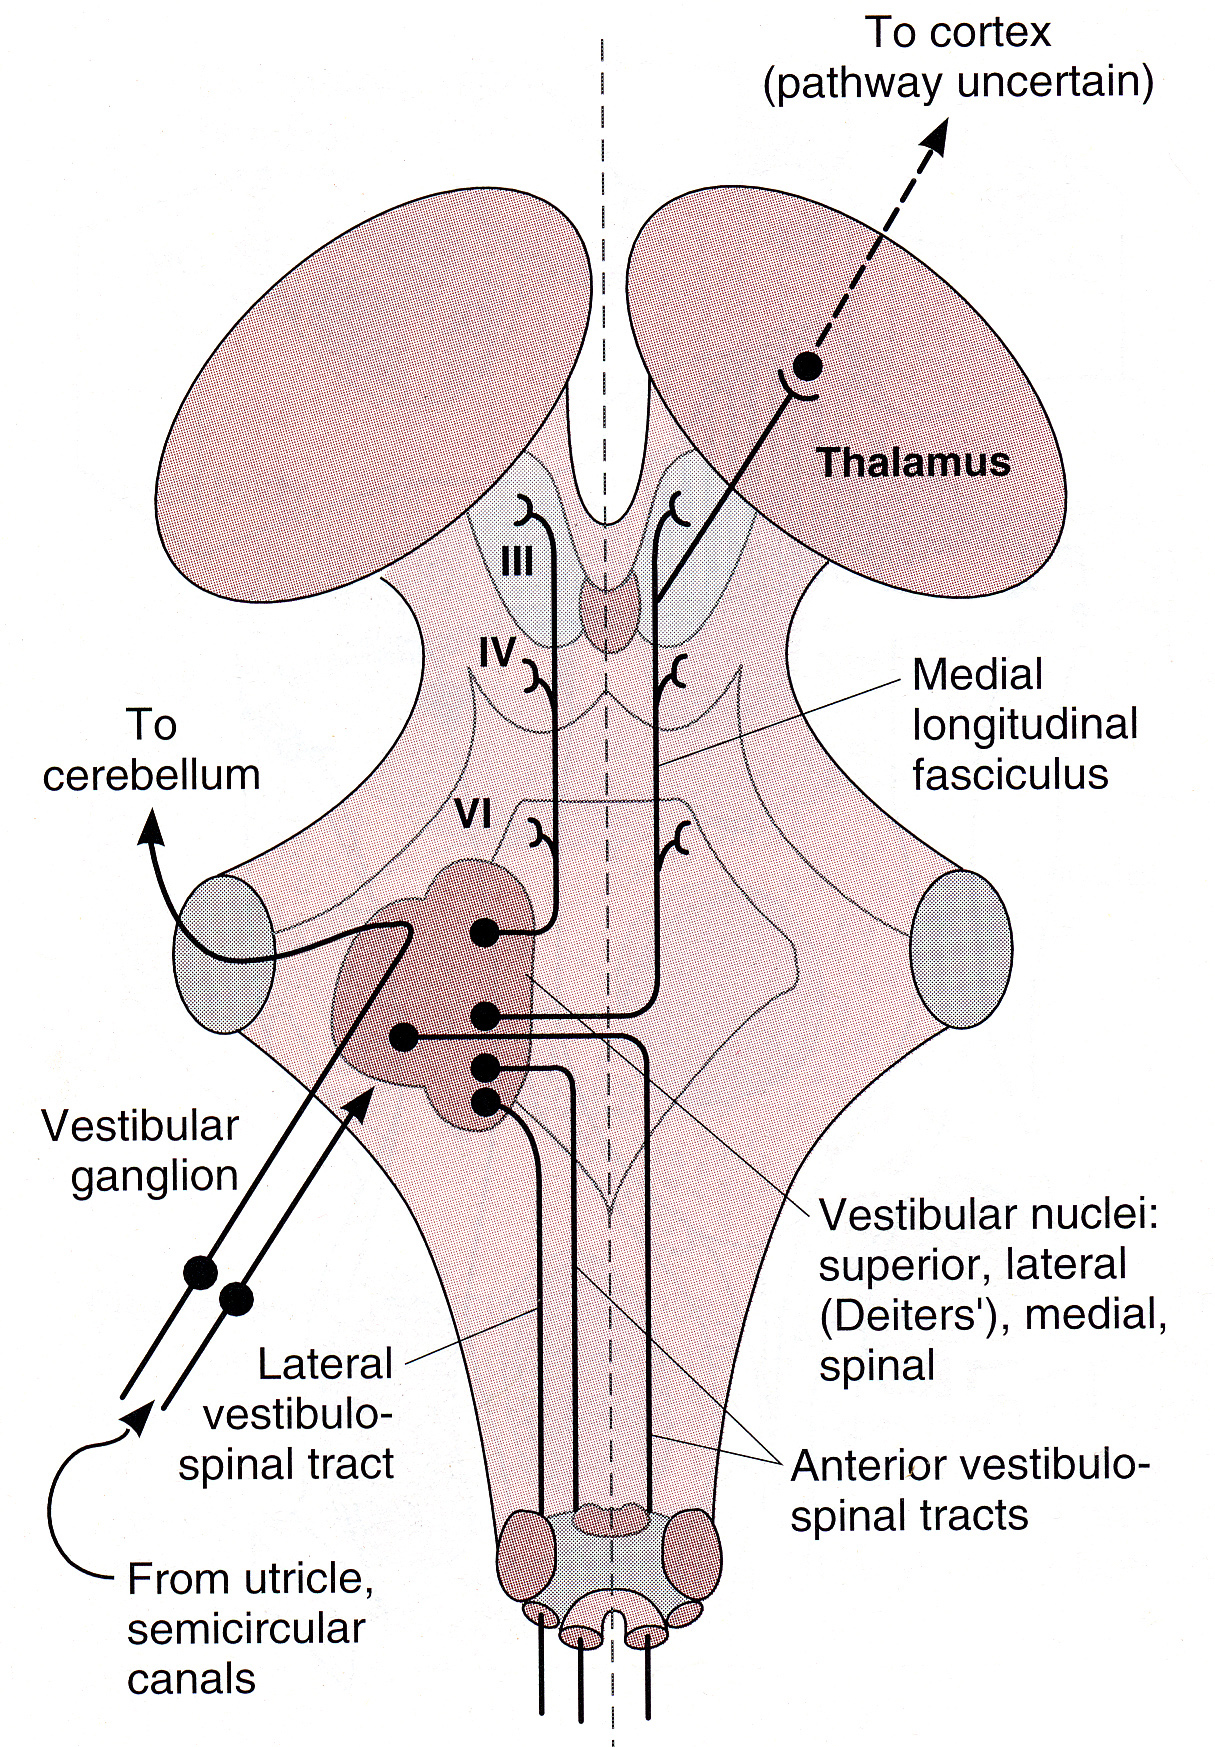 To cortex
(pathway uncertain)
Thalamus
III
IV
Medial
longitudinal
fasciculus
To
cerebellum
VI
Vestibular
ganglion
Vestibular nuclei:
superior, lateral
(Deiters'), medial,
spinal
Lateral
vestibulo-
spinal tract
Anterior vestibulo-
spinal tracts
From utricle,
semicircular
canals